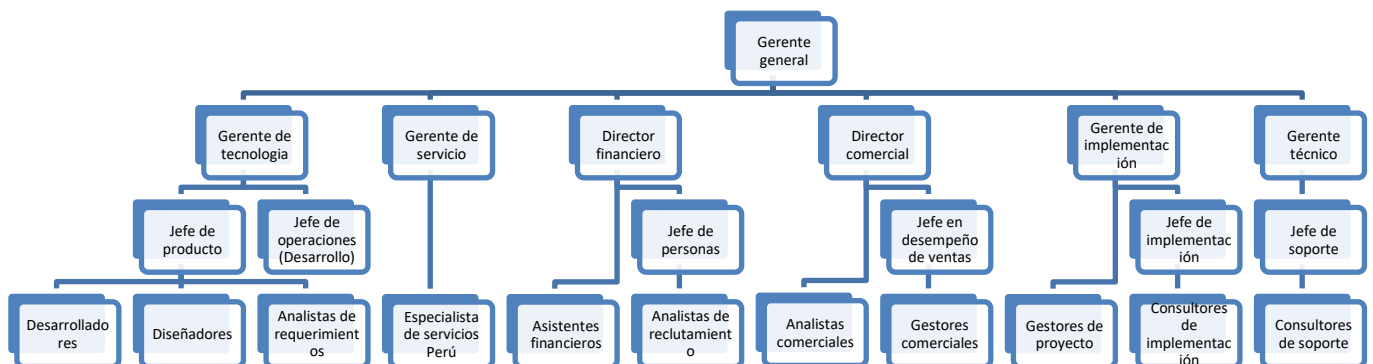 Gerente
general
Gerente de
tecnologia
Gerente de
servicio
Director
financiero
Director
comercial
Gerente de
implementac
ión
Gerente
técnico
Jefe de
producto
Jefe de
operaciones
(Desarrollo)
Jefe de
personas
Jefe en
desempeño
de ventas
Jefe de
implementac
ión
Jefe de
soporte
Desarrollado
res
Diseñadores
Analistas de
requerimient
os
Especialista
de servicios
Perú
Asistentes
financieros
Analistas de
reclutamient
o
Analistas
comerciales
Gestores
comerciales
Gestores de
proyecto
Consultores
de
implementac
ión
Consultores
de soporte